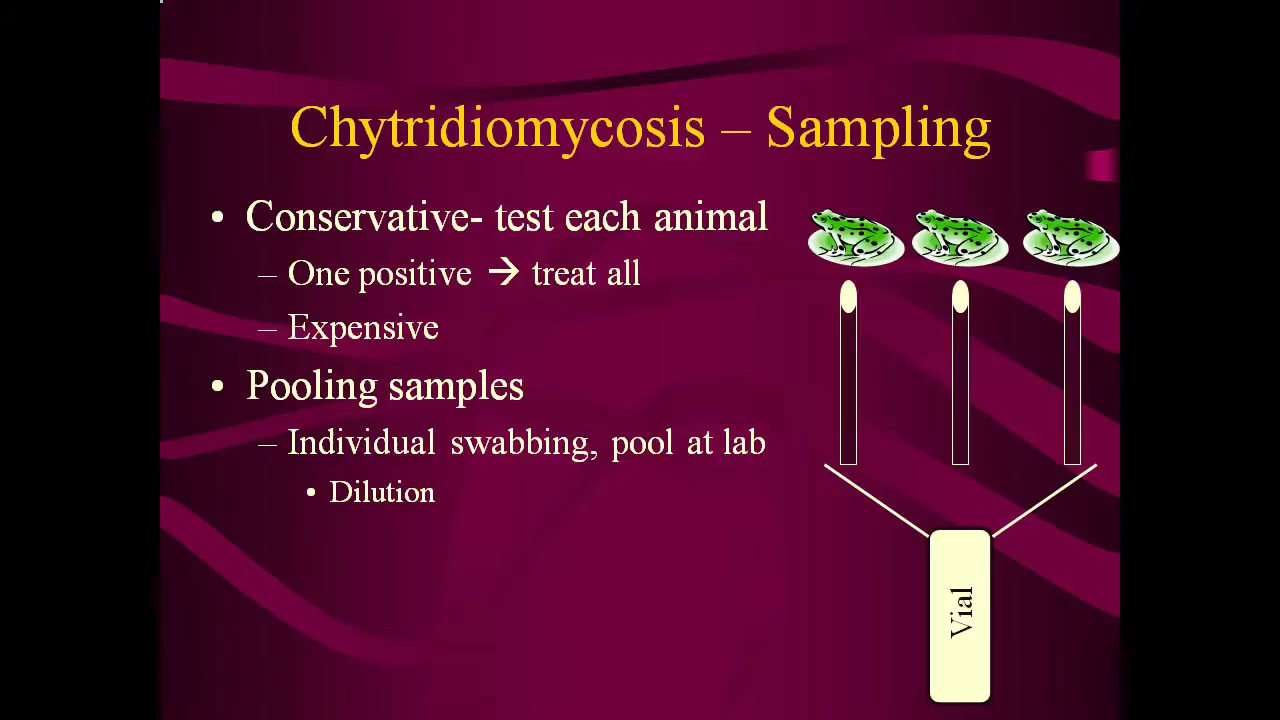 Chytridiomycosis – Sampling
• Conservative- test each animal
– One positive → treat all
– Expensive
• Pooling samples
– Individual swabbing, pool at lab
• Dilution
Vial